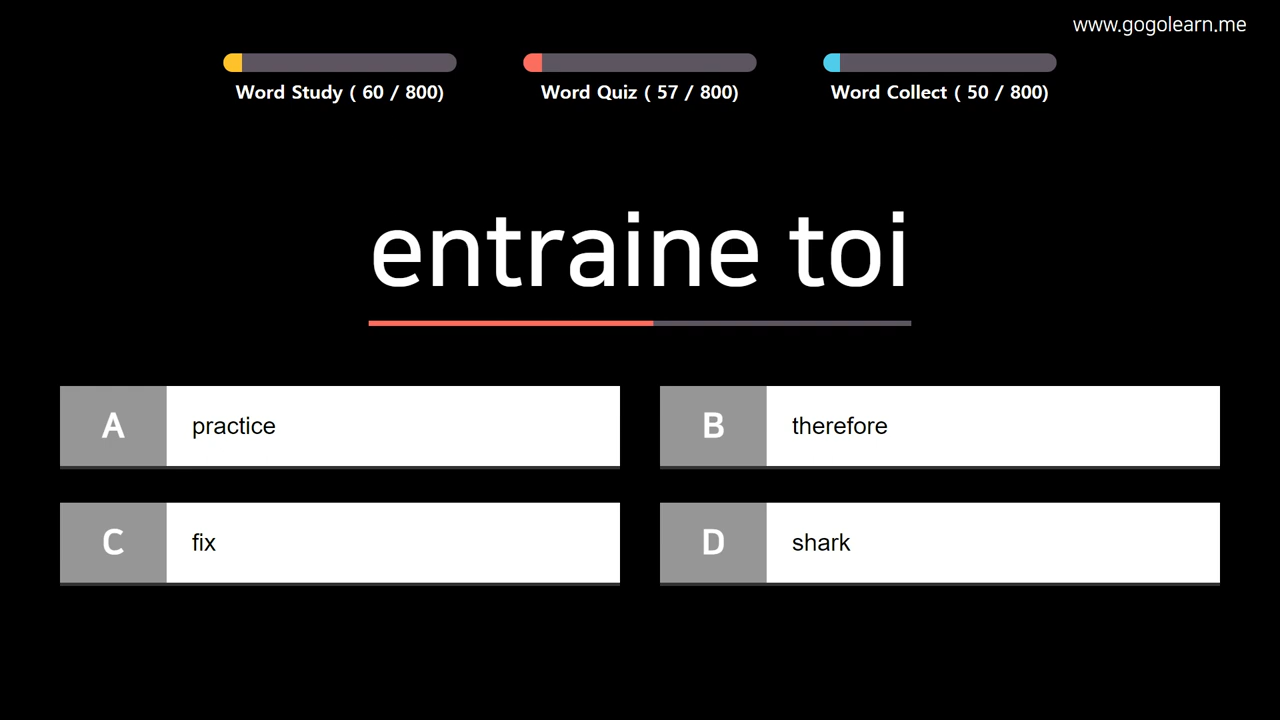 www.gogolearn.me
Word Study ( 60 / 800)
Word Quiz ( 57 / 800)
Word Collect ( 50 / 800)
entraine toi
A practice
B therefore
C fix
D shark